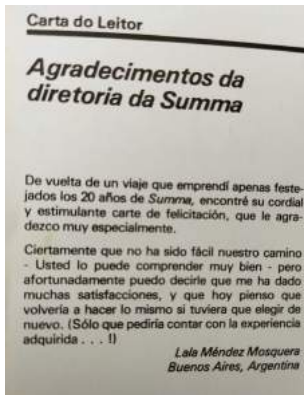 Carta do Leitor
Agradecimentos da
diretoria da Summa
De vuelta de un viaje que emprendí apenas feste-
jados los 20 años de Summa, encontré su cordial
y estimulante carte de felicitación, que le agra-
dezco muy especialmente.
Ciertamente que no ha sido fácil nuestro camino
- Usted lo puede comprender muy bien - pero
afortunadamente puedo decirle que me ha dado
muchas satisfacciones, y que hoy pienso que
volvería a hacer lo mismo si tuviera que elegir de
nuevo. (Sólo que pediría contar con la experiencia
adquirida . . . !)
Lala Méndez Mosquera
Buenos Aires, Argentina